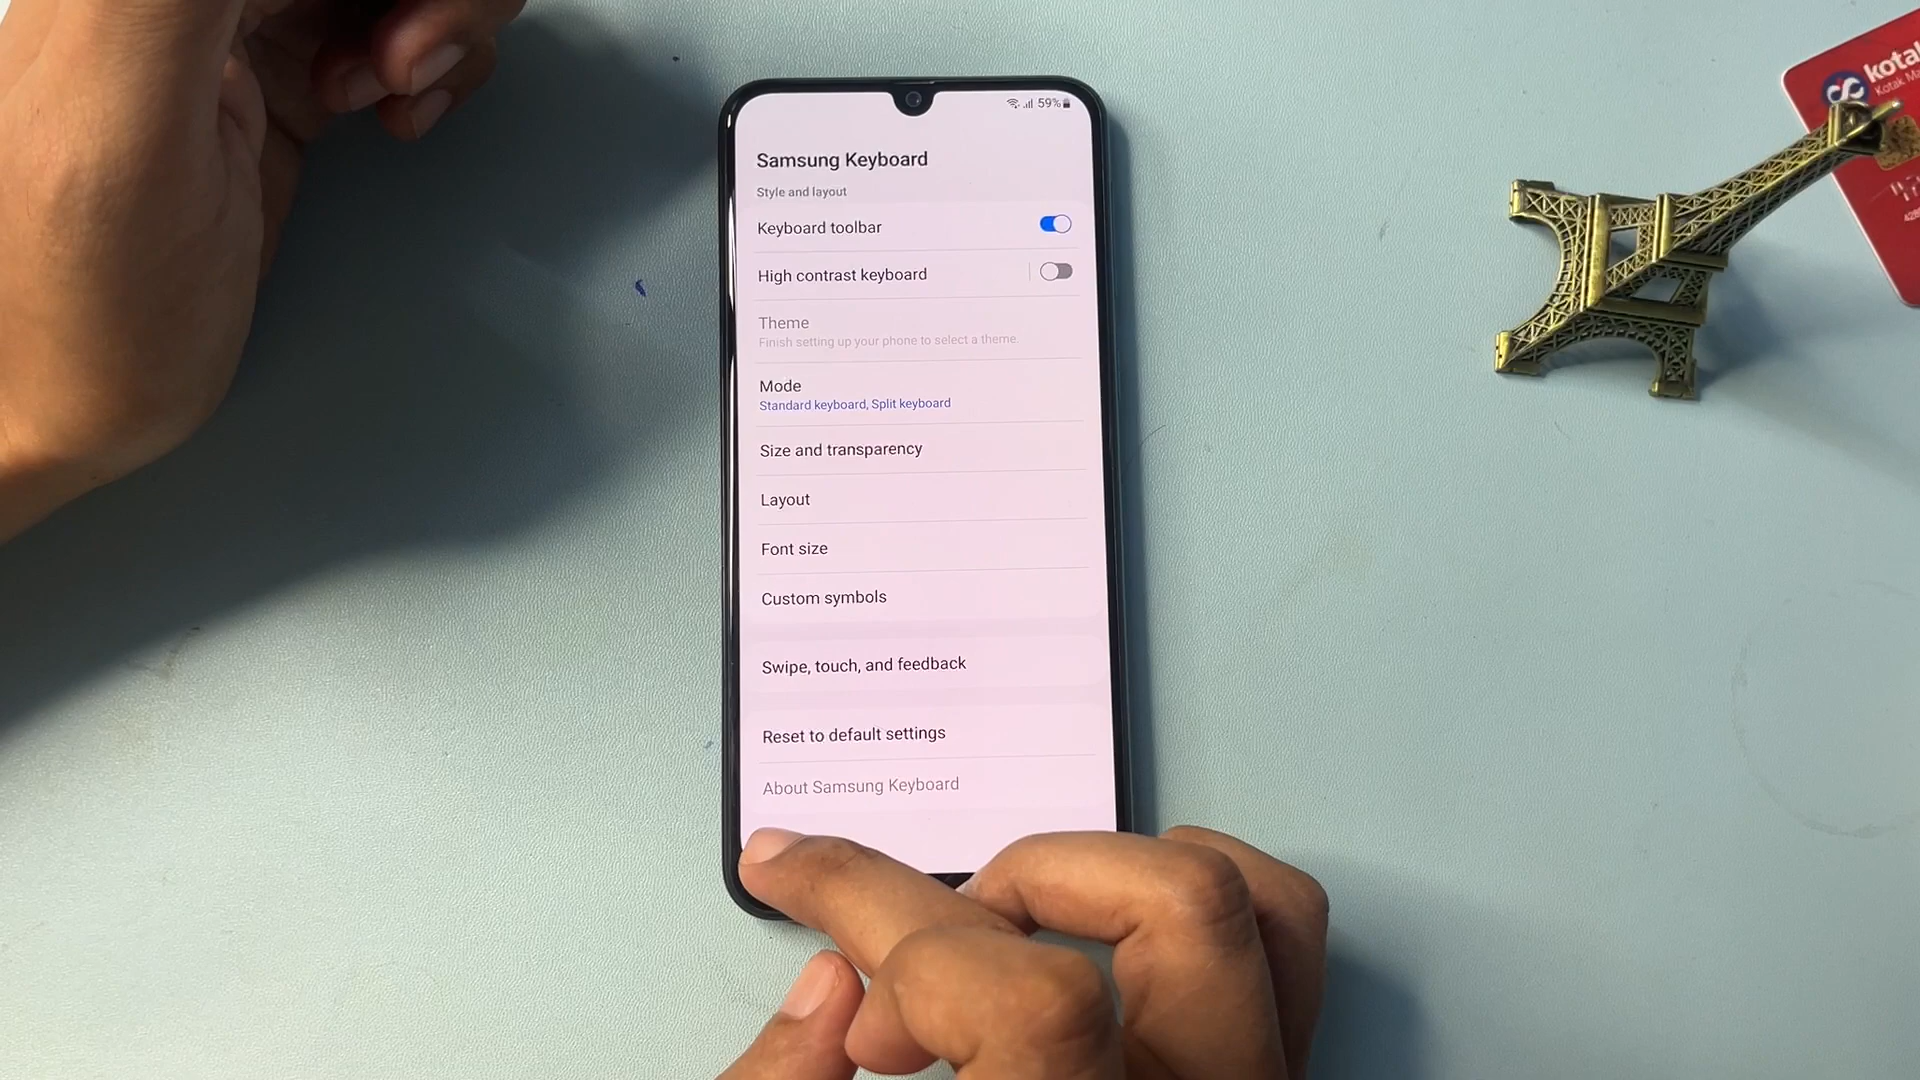 59%
Samsung Keyboard
Style and layout
Keyboard toolbar
High contrast keyboard
Theme
Finish setting up your phone to select a theme.
Mode
Standard keyboard, Split keyboard
Size and transparency
Layout
Font size
Custom symbols
Swipe, touch, and feedback
Reset to default settings
About Samsung Keyboard
kotak
Kotak Ma